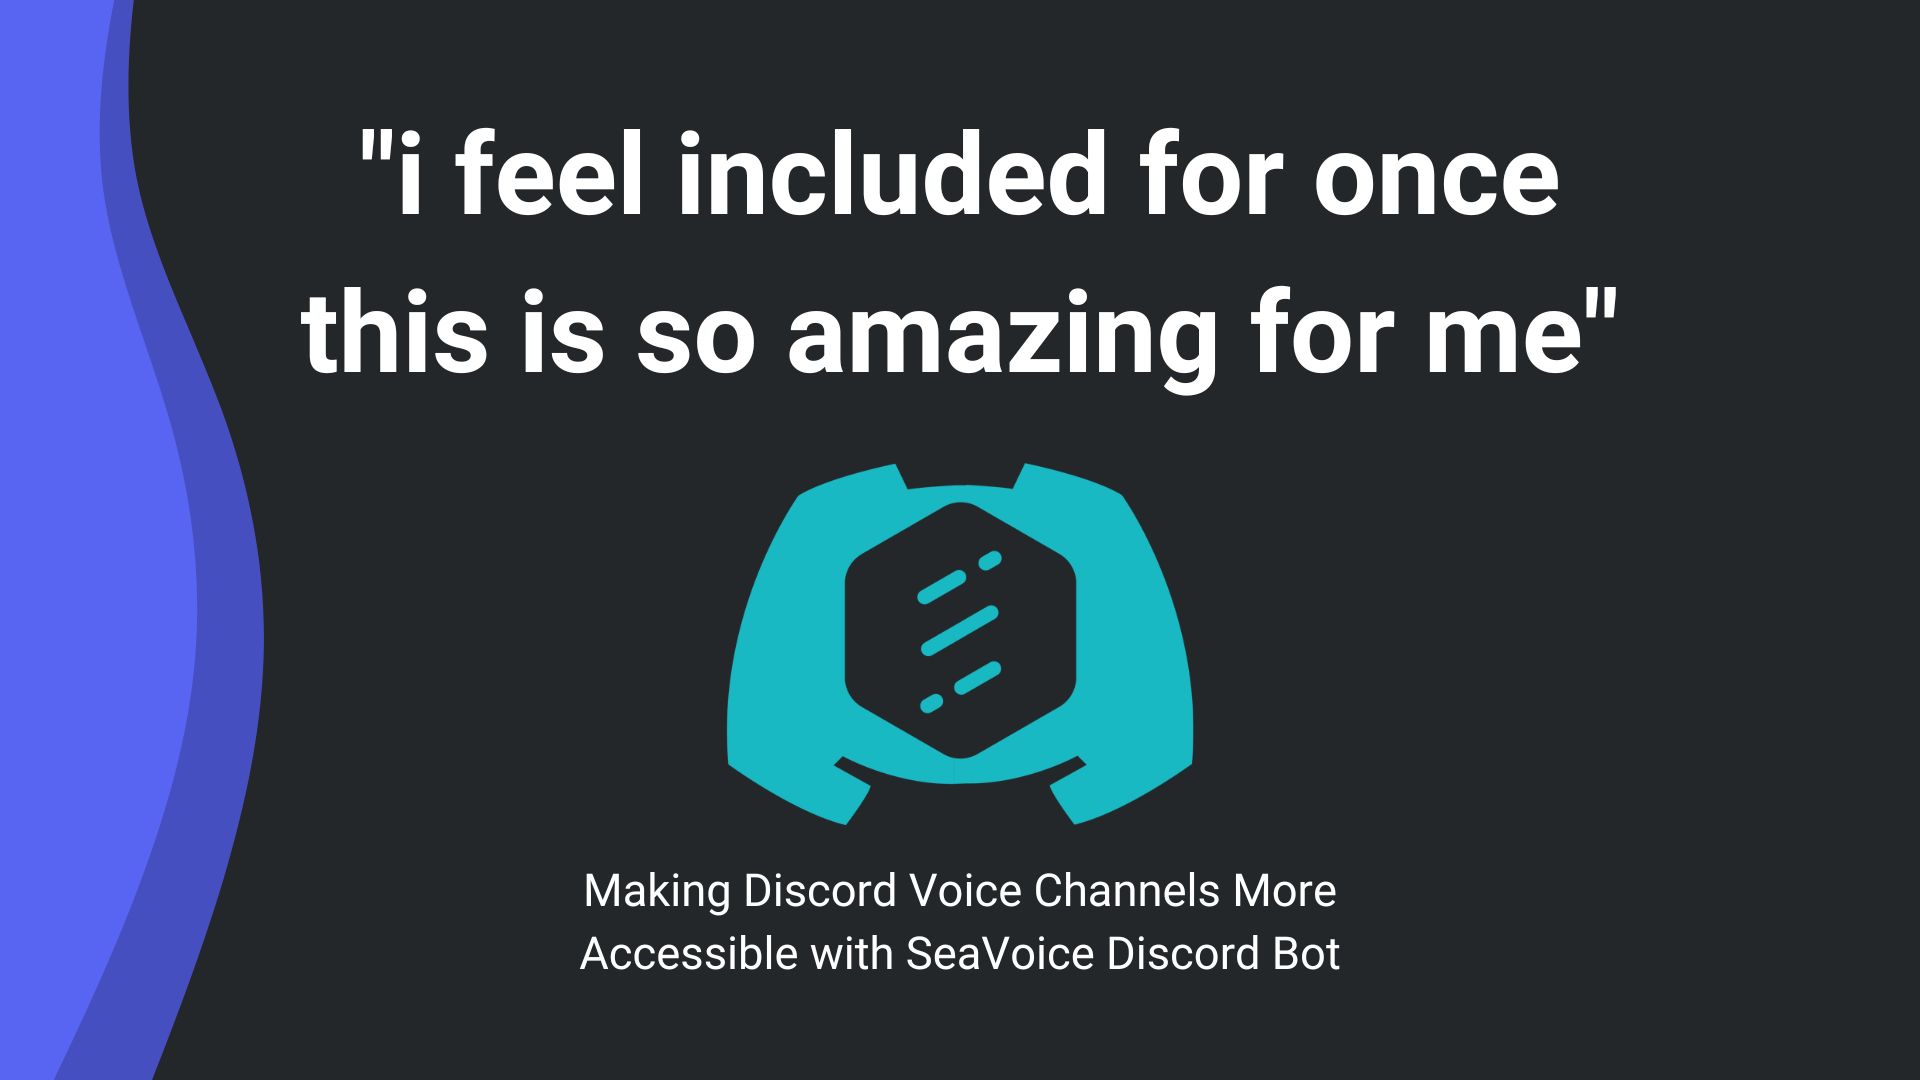 "i feel included for once
this is so amazing for me"
Making Discord Voice Channels More
Accessible with SeaVoice Discord Bot